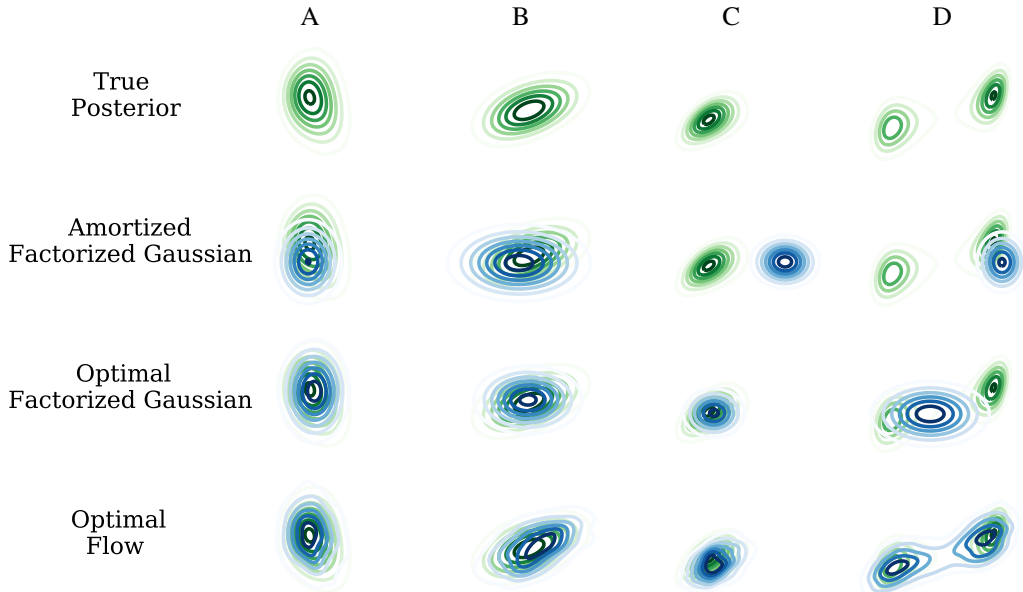 A B C D
True
Posterior
Amortized
Factorized Gaussian
Optimal
Factorized Gaussian
Optimal
Flow